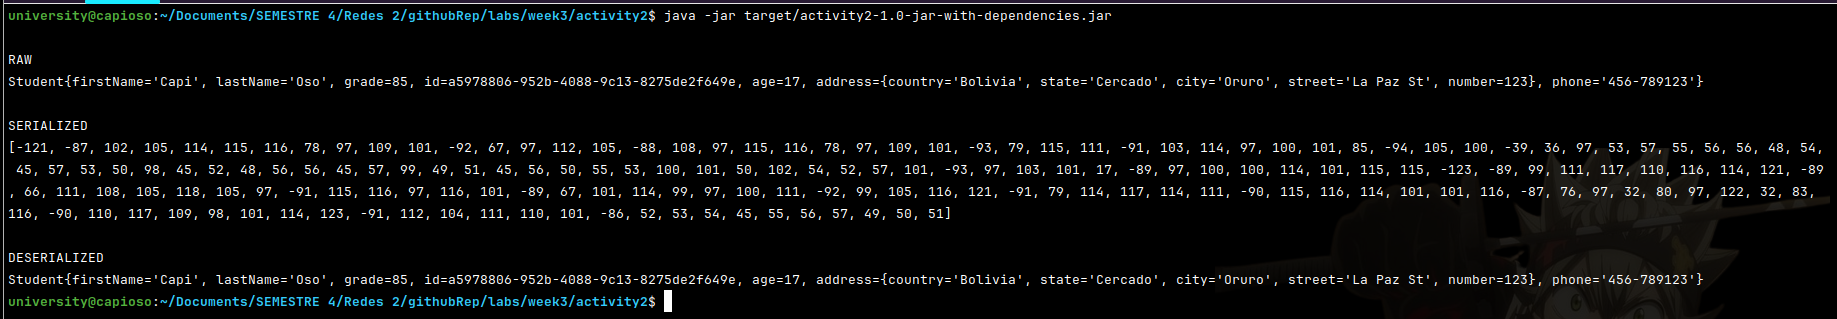 university@capioso:~/Documents/SEMESTRE 4/Redes 2/githubRep/labs/week3/activity2$ java -jar target/activity2-1.0-jar-with-dependencies.jar
RAW
Student{firstName='Capi', lastName='Oso', grade=85, id=a5978806-952b-4088-9c13-8275de2f649e, age=17, address={country='Bolivia', state='Cercado', city='Oruro', street='La Paz St', number=123}, phone='456-789123'}
SERIALIZED
[-121, -87, 102, 105, 114, 115, 116, 78, 97, 109, 101, -92, 67, 97, 112, 105, -88, 108, 97, 115, 116, 78, 97, 109, 101, -93, 79, 115, 111, -91, 103, 114, 97, 100, 101, 85, -94, 105, 100, -39, 36, 97, 53, 57, 55, 56, 56, 48, 54,
45, 57, 53, 50, 98, 45, 52, 48, 56, 56, 45, 57, 99, 49, 51, 45, 56, 50, 55, 53, 100, 101, 50, 102, 54, 52, 57, 101, -93, 97, 103, 101, 17, -89, 97, 100, 100, 114, 101, 115, 115, -123, -89, 99, 111, 117, 110, 116, 114, 121, -89
, 66, 111, 108, 105, 118, 105, 97, -91, 115, 116, 97, 116, 101, -89, 67, 101, 114, 99, 97, 100, 111, -92, 99, 105, 116, 121, -91, 79, 114, 117, 114, 111, -90, 115, 116, 114, 101, 101, 116, -87, 76, 97, 32, 80, 97, 122, 32, 83,
116, -90, 110, 117, 109, 98, 101, 114, 123, -91, 112, 104, 111, 110, 101, -86, 52, 53, 54, 45, 55, 56, 57, 49, 50, 51]
DESERIALIZED
Student{firstName='Capi', lastName='Oso', grade=85, id=a5978806-952b-4088-9c13-8275de2f649e, age=17, address={country='Bolivia', state='Cercado', city='Oruro', street='La Paz St', number=123}, phone='456-789123'}
university@capioso:~/Documents/SEMESTRE 4/Redes 2/githubRep/labs/week3/activity2$